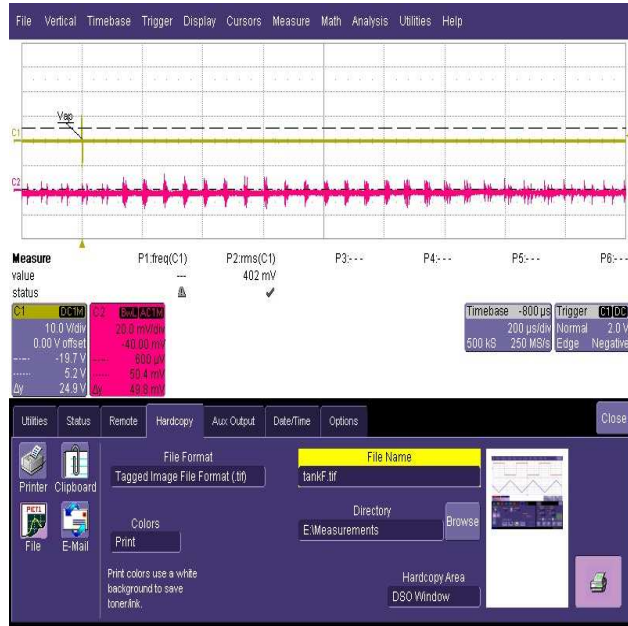 File Vertical Timebase Trigger Display Cursors Measure Math Analysis Utilities Help
Vap
C1
C2
Measure P1:freq(C1) P2:rms(C1) P3:--- P4:--- P5:--- P6:---
value --- 402 mV
status
C1 DC1M C2 BwL AC1M Timebase -800 µs Trigger C1 DC
10.0 V/div 20.0 mV/div 200 µs/div Normal 2.0 V
0.00 V offset -40.00 mV 500 kS 250 MS/s Edge Negative
-19.7 V 600 µV
5.2 V 50.4 mV
Δy 24.9 V Δy 49.8 mV
Utilities Status Remote Hardcopy Aux Output Date/Time Options Close
File Format File Name
Tagged Image File Format (.tif) tankF.tif
Printer Clipboard
Directory
Colors E:\Measurements Browse
File E-Mail Print
Print colors use a white
background to save
toner/ink.
Hardcopy Area
DSO Window